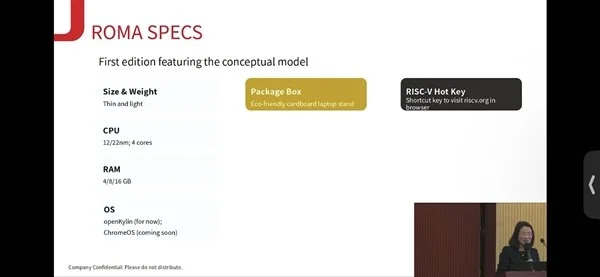 ROMA SPECS
First edition featuring the conceptual model
Size & Weight
Thin and light
Package Box
Eco-friendly cardboard laptop stand
RISC-V Hot Key
Shortcut key to visit riscv.org in
browser
CPU
12/22nm; 4 cores
RAM
4/8/16 GB
OS
openKylin (for now);
ChromeOS (coming soon)
Company Confidential: Please do not distribute.